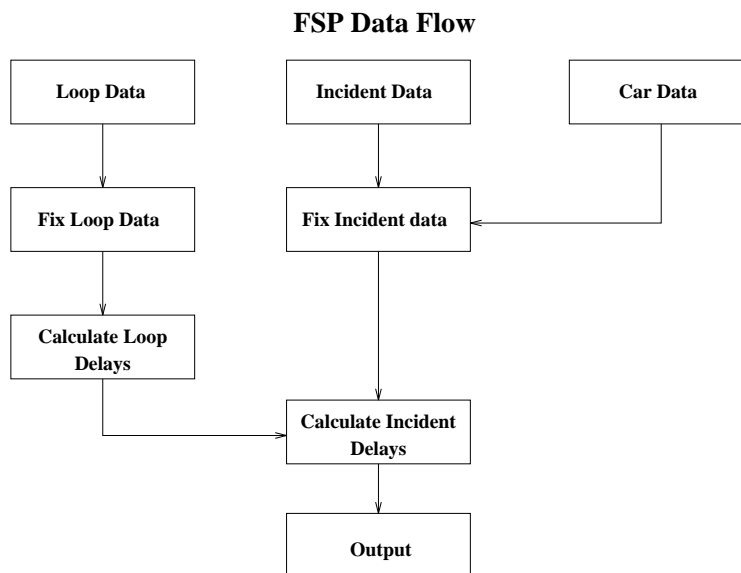 FSP Data Flow
Loop Data
Incident Data
Car Data
Fix Loop Data
Fix Incident data
Calculate Loop
Delays
Calculate Incident
Delays
Output